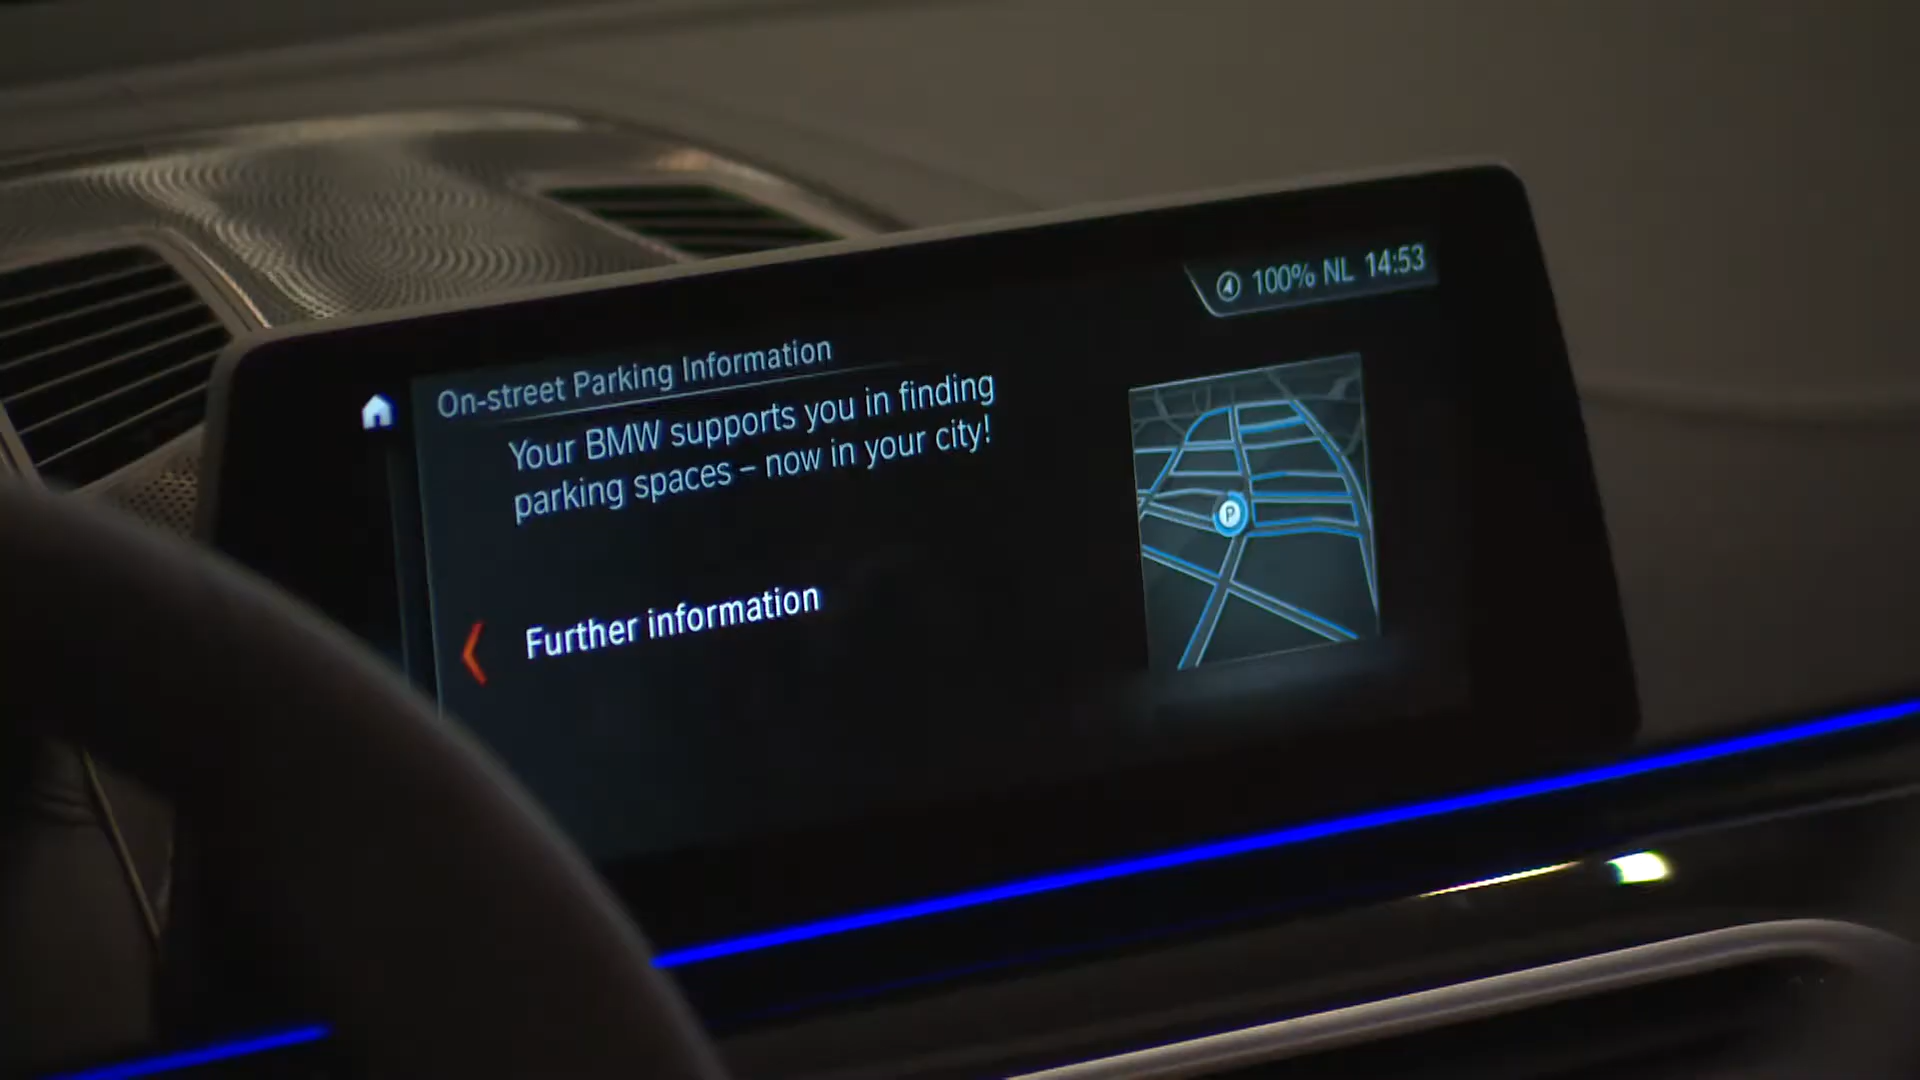 100% NL 14:53
On-street Parking Information
Your BMW supports you in finding
parking spaces – now in your city!
P
Further information